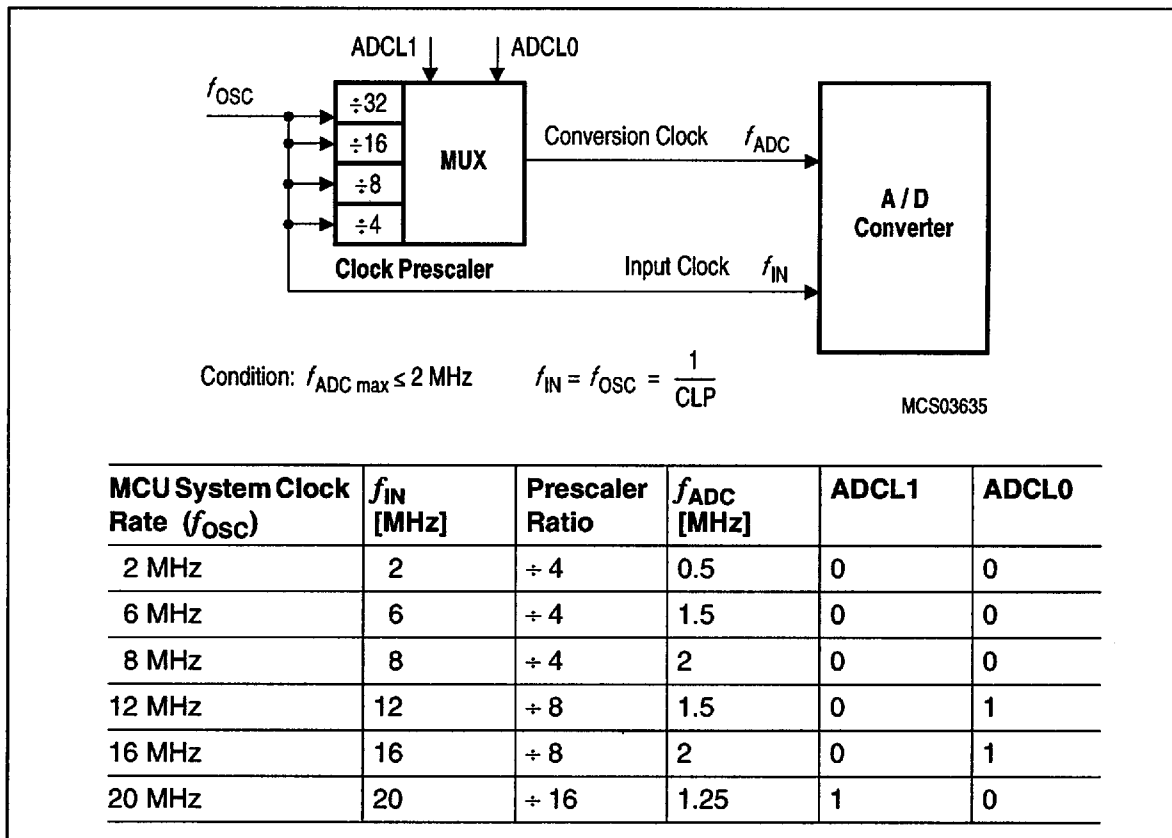 ADCL1 ADCL0
fOSC
÷32
÷16
÷8
÷4
MUX
Conversion Clock fADC
A / D
Converter
Clock Prescaler
Input Clock fIN
Condition: fADC max ≤ 2 MHz fIN = fOSC = 1
CLP
MCS03635
MCU System Clock Rate (fOSC) | fIN [MHz] | Prescaler Ratio | fADC [MHz] | ADCL1 | ADCL0
2 MHz | 2 | ÷ 4 | 0.5 | 0 | 0
6 MHz | 6 | ÷ 4 | 1.5 | 0 | 0
8 MHz | 8 | ÷ 4 | 2 | 0 | 0
12 MHz | 12 | ÷ 8 | 1.5 | 0 | 1
16 MHz | 16 | ÷ 8 | 2 | 0 | 1
20 MHz | 20 | ÷ 16 | 1.25 | 1 | 0